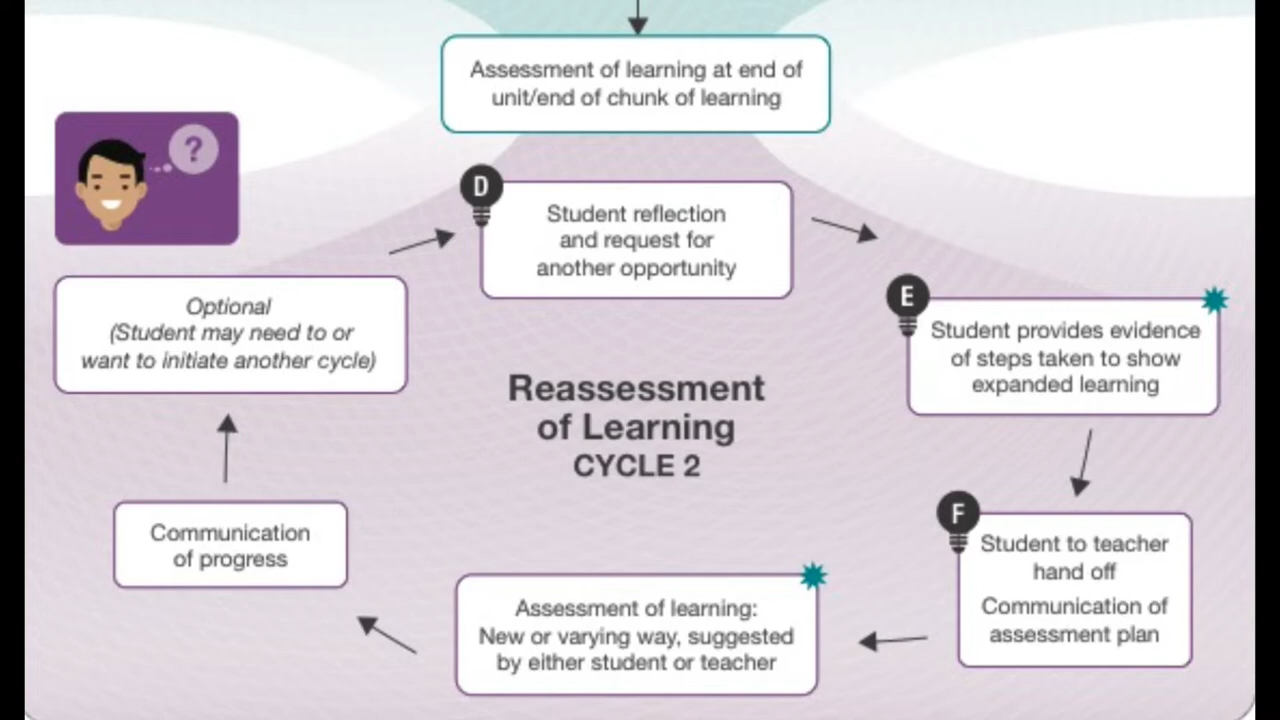 Assessment of learning at end of
unit/end of chunk of learning
?
D
Student reflection
and request for
another opportunity
E
Student provides evidence
of steps taken to show
expanded learning
Optional
(Student may need to or
want to initiate another cycle)
Reassessment
of Learning
CYCLE 2
F
Student to teacher
hand off
Communication of
assessment plan
Communication
of progress
Assessment of learning:
New or varying way, suggested
by either student or teacher